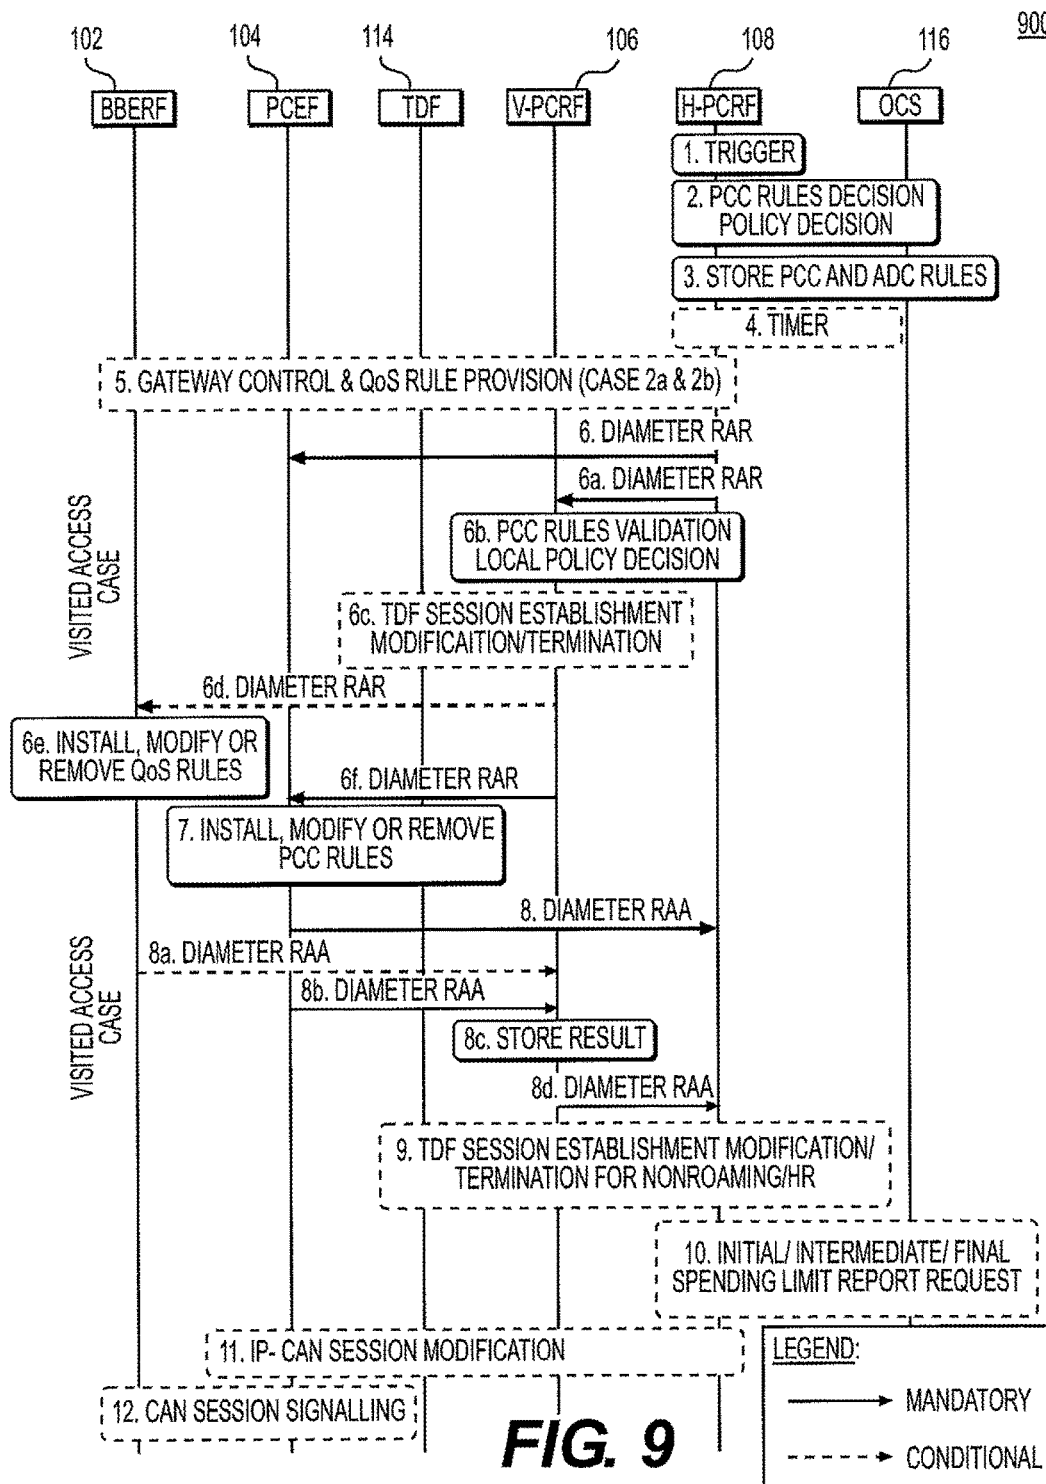 900
102 104 114 106 108 116
BBERF PCEF TDF V-PCRF H-PCRF OCS
1. TRIGGER
2. PCC RULES DECISION
POLICY DECISION
3. STORE PCC AND ADC RULES
4. TIMER
5. GATEWAY CONTROL & QoS RULE PROVISION (CASE 2a & 2b)
6. DIAMETER RAR
6a. DIAMETER RAR
VISITED ACCESS
CASE
6b. PCC RULES VALIDATION
LOCAL POLICY DECISION
6c. TDF SESSION ESTABLISHMENT
MODIFICAITION/TERMINATION
6d. DIAMETER RAR
6e. INSTALL, MODIFY OR
REMOVE QoS RULES
6f. DIAMETER RAR
7. INSTALL, MODIFY OR REMOVE
PCC RULES
8. DIAMETER RAA
VISITED ACCESS
CASE
8a. DIAMETER RAA
8b. DIAMETER RAA
8c. STORE RESULT
8d. DIAMETER RAA
9. TDF SESSION ESTABLISHMENT MODIFICATION/
TERMINATION FOR NONROAMING/HR
10. INITIAL/ INTERMEDIATE/ FINAL
SPENDING LIMIT REPORT REQUEST
11. IP- CAN SESSION MODIFICATION
12. CAN SESSION SIGNALLING
LEGEND:
MANDATORY
CONDITIONAL
FIG. 9